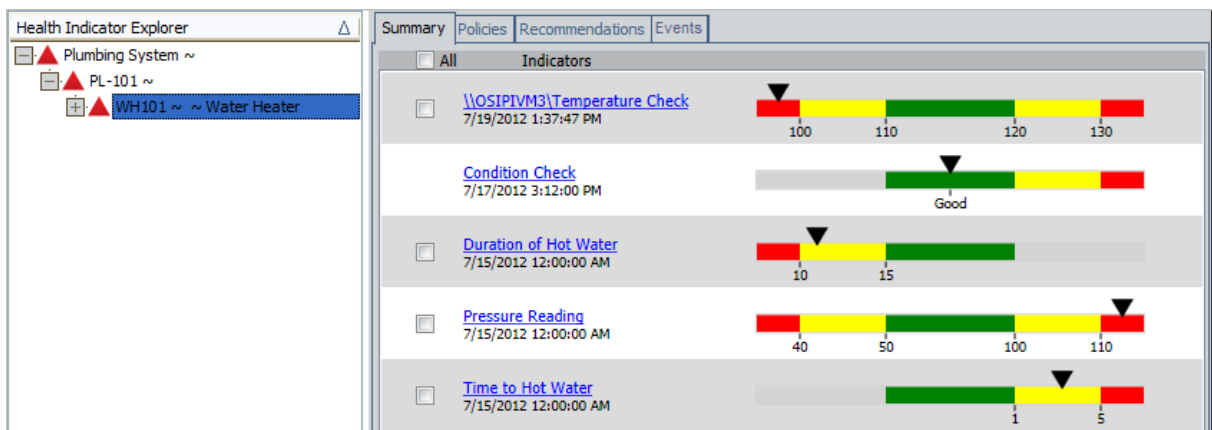 Health Indicator Explorer
Plumbing System ~
PL-101 ~
WH101 ~ ~ Water Heater
Summary Policies Recommendations Events
All Indicators
\\OSIPIVM3\Temperature Check
7/19/2012 1:37:47 PM
100 110 120 130
Condition Check
7/17/2012 3:12:00 PM
Good
Duration of Hot Water
7/15/2012 12:00:00 AM
10 15
Pressure Reading
7/15/2012 12:00:00 AM
40 50 100 110
Time to Hot Water
7/15/2012 12:00:00 AM
1 5